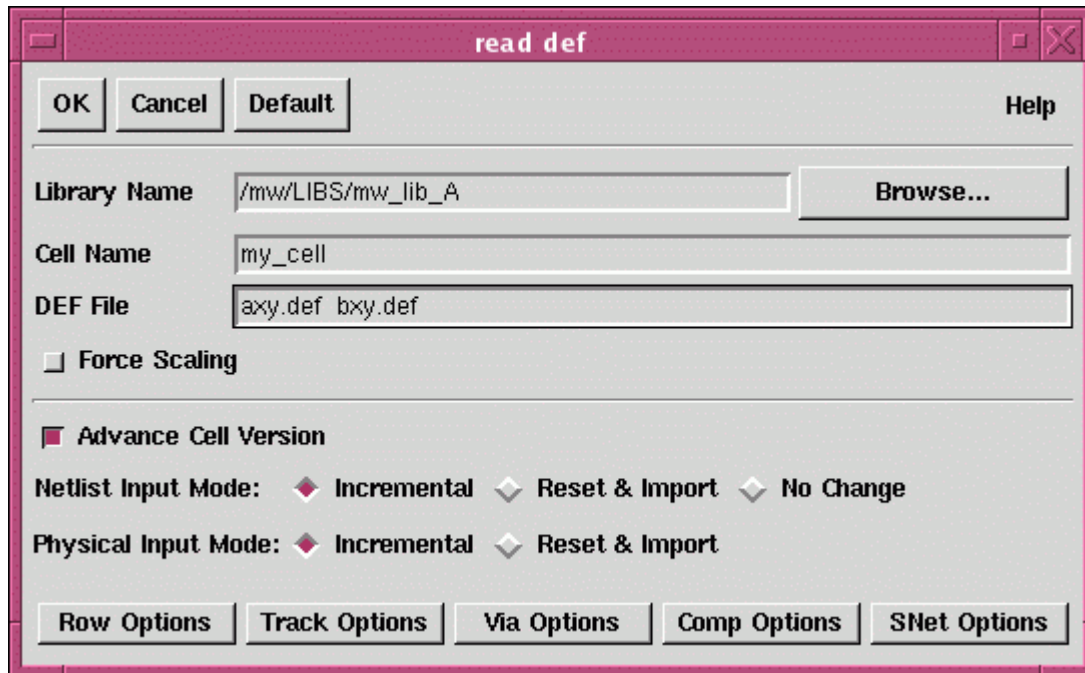 read def
OK Cancel Default Help
Library Name /mw/LIBS/mw_lib_A Browse...
Cell Name my_cell
DEF File axy.def bxy.def
Force Scaling
Advance Cell Version
Netlist Input Mode: Incremental Reset & Import No Change
Physical Input Mode: Incremental Reset & Import
Row Options Track Options Via Options Comp Options SNet Options